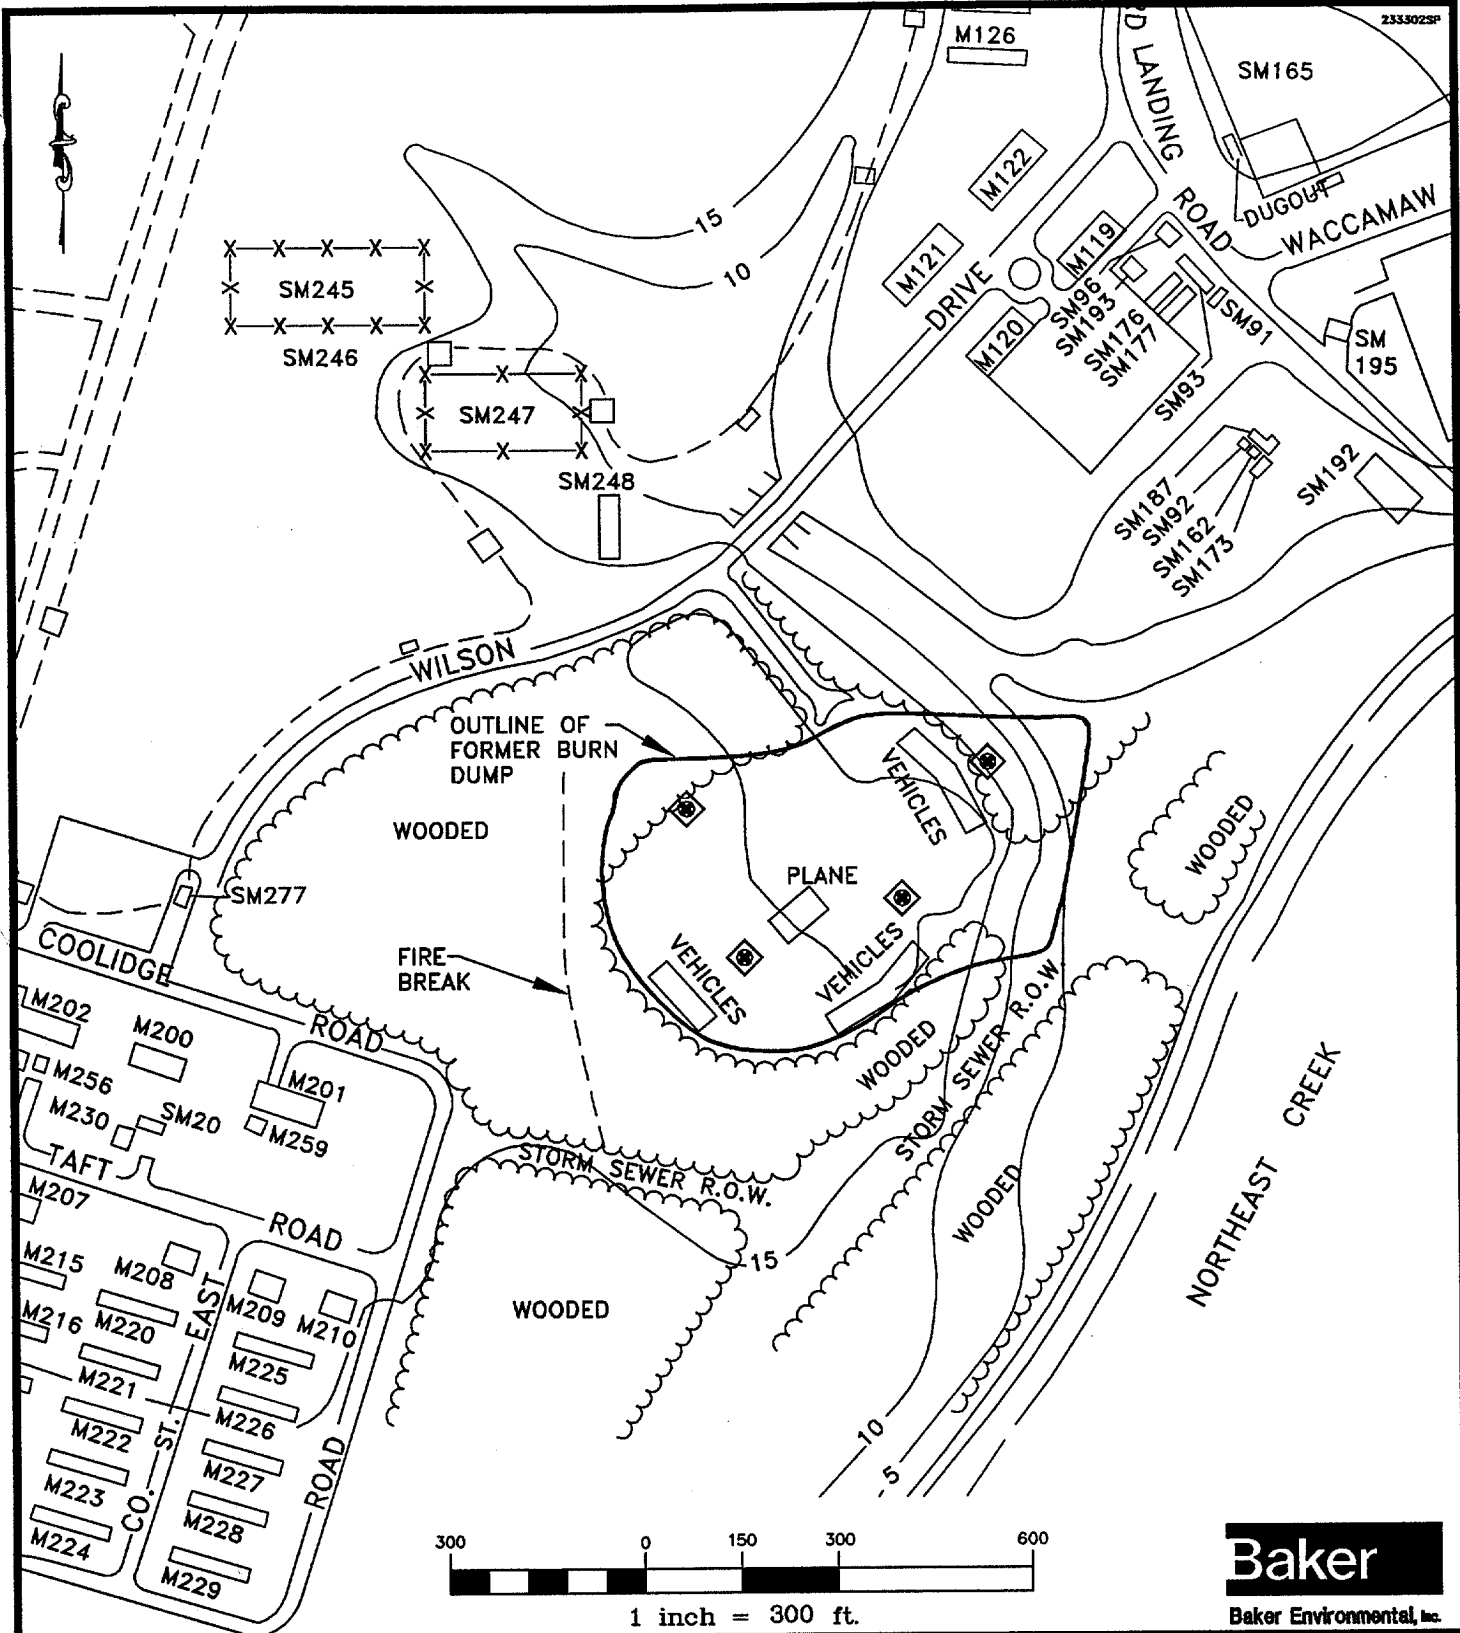 233302SP
M126
RD LANDING
ROAD
SM165
DUGOUT
WACCAMAW
M122
M121
M119
DRIVE
M120
SM96
SM193
SM176
SM177
SM91
SM93
SM
195
15
10
SM245
SM246
SM247
SM248
SM187
SM92
SM162
SM173
SM192
WILSON
OUTLINE OF
FORMER BURN
DUMP
VEHICLES
WOODED
WOODED
PLANE
SM277
COOLIDGE
ROAD
FIRE
BREAK
VEHICLES
VEHICLES
WOODED
STORM SEWER R.O.W.
M202
M200
M256
M201
M230
SM20
M259
TAFT
ROAD
STORM SEWER R.O.W.
WOODED
NORTHEAST CREEK
M207
M215
M208
M216
M220
EAST
M209
M210
M225
M221
M226
M222
ST.
M227
M223
CO.
M228
M224
M229
ROAD
15
WOODED
10
5
300 0 150 300 600
1 inch = 300 ft.
Baker
Baker Environmental, Inc.